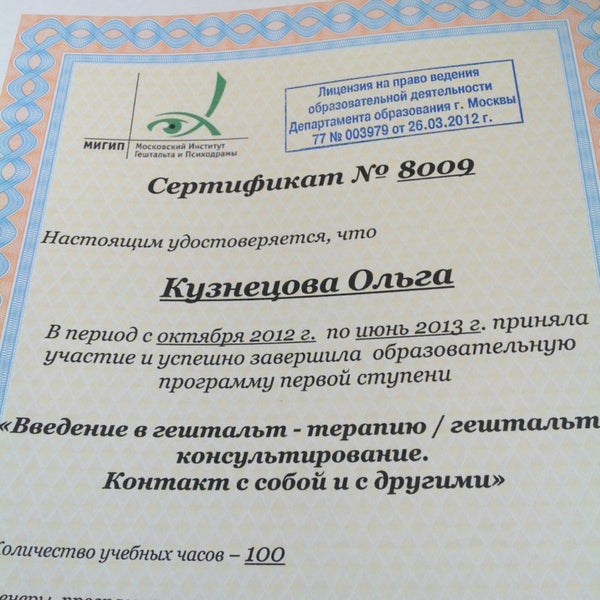 МИГИП
Московский Институт
Гештальта и Психодрамы
Лицензия на право ведения
образовательной деятельности
Департамента образования г. Москвы
77 № 003979 от 26.03.2012 г.
Сертификат № 8009
Настоящим удостоверяется, что
Кузнецова Ольга
В период с октября 2012 г. по июнь 2013 г. приняла
участие и успешно завершила образовательную
программу первой ступени
«Введение в гештальт - терапию / гештальт
консультирование.
Контакт с собой и с другими»
Количество учебных часов – 100